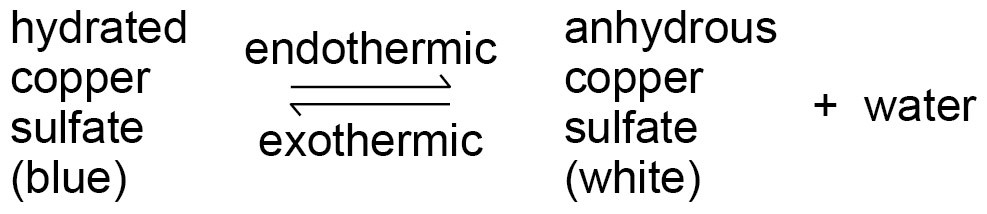 hydrated
copper
sulfate
(blue)
endothermic
exothermic
anhydrous
copper
sulfate
(white)
+ water